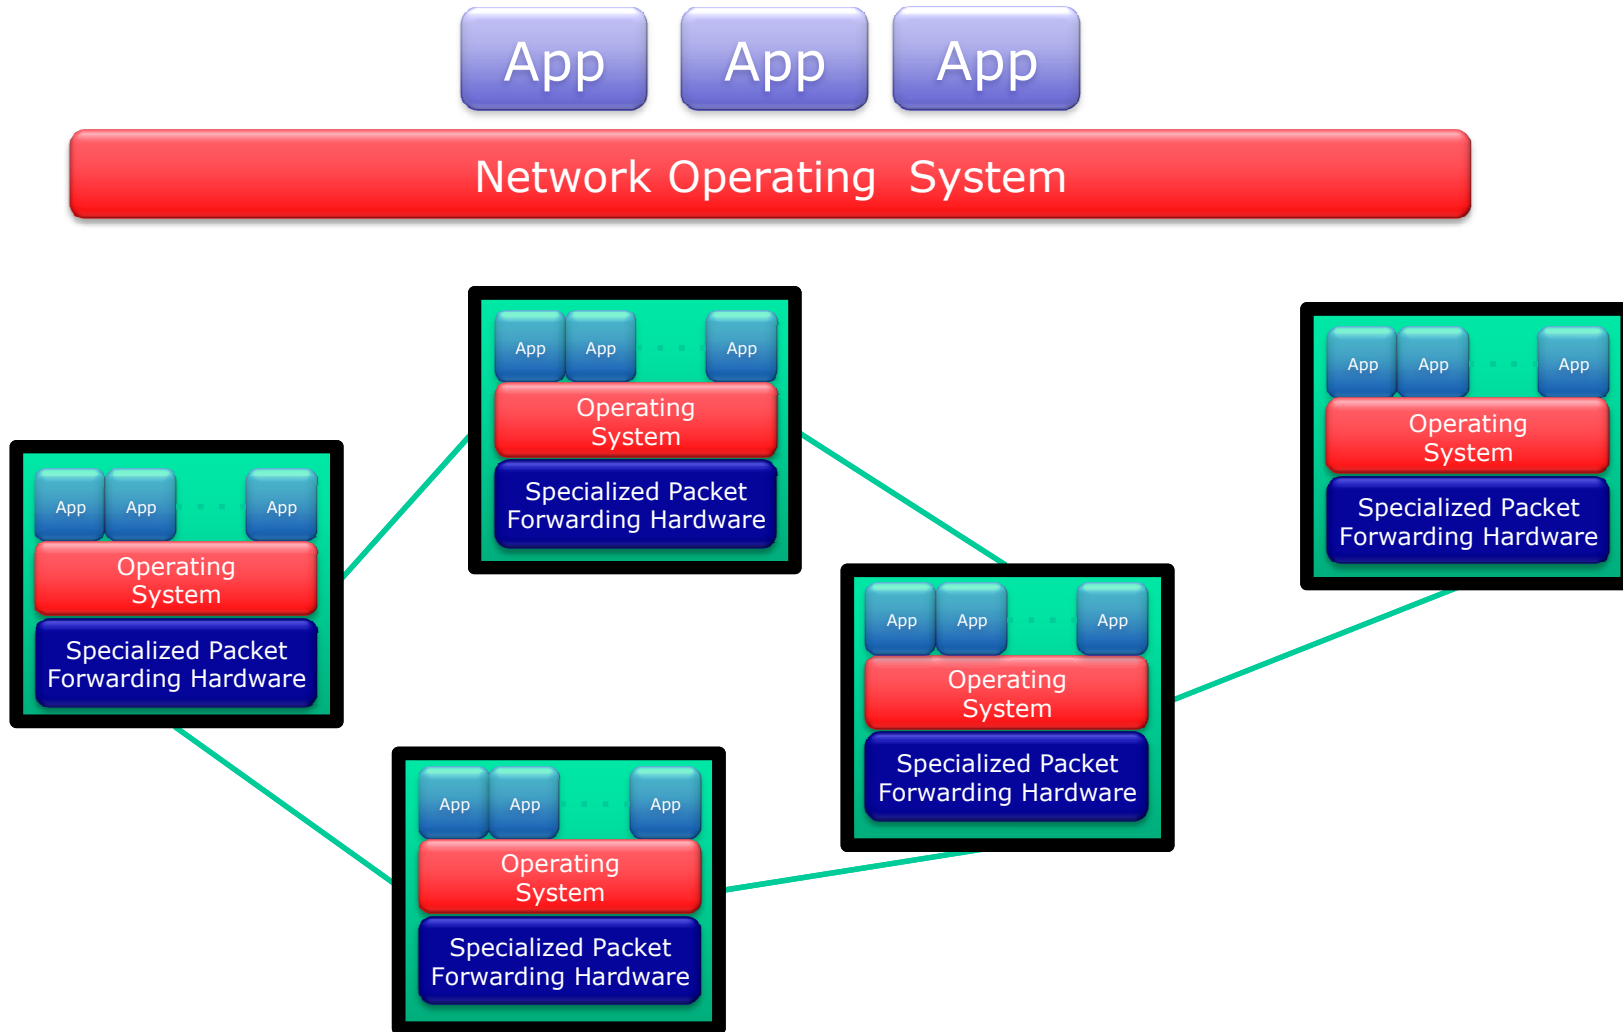 App App App
Network Operating System
App App App
Operating
System
Specialized Packet
Forwarding Hardware
App App App
Operating
System
Specialized Packet
Forwarding Hardware
App App App
Operating
System
Specialized Packet
Forwarding Hardware
App App App
Operating
System
Specialized Packet
Forwarding Hardware
App App App
Operating
System
Specialized Packet
Forwarding Hardware